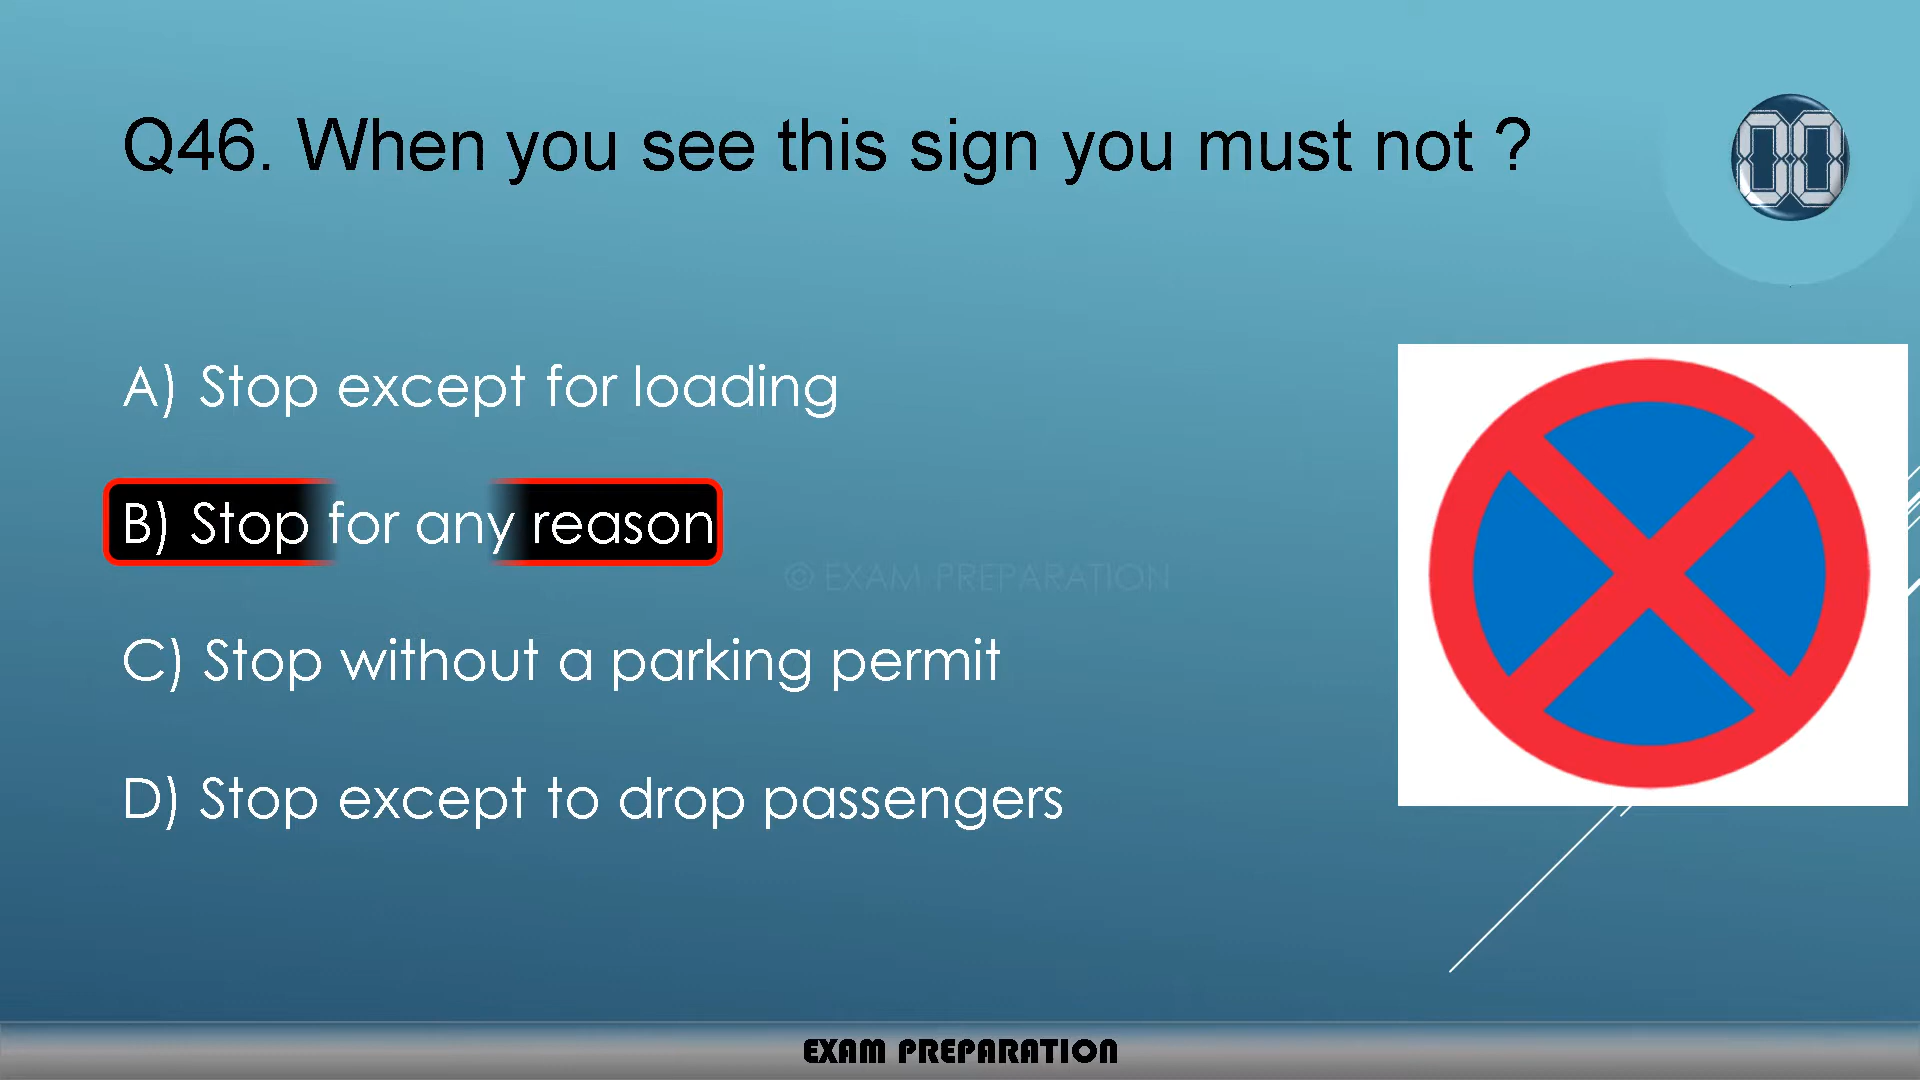 Q46. When you see this sign you must not ?
00
A) Stop except for loading
B) Stop for any reason
© EXAM PREPARATION
C) Stop without a parking permit
D) Stop except to drop passengers
EXAM PREPARATION